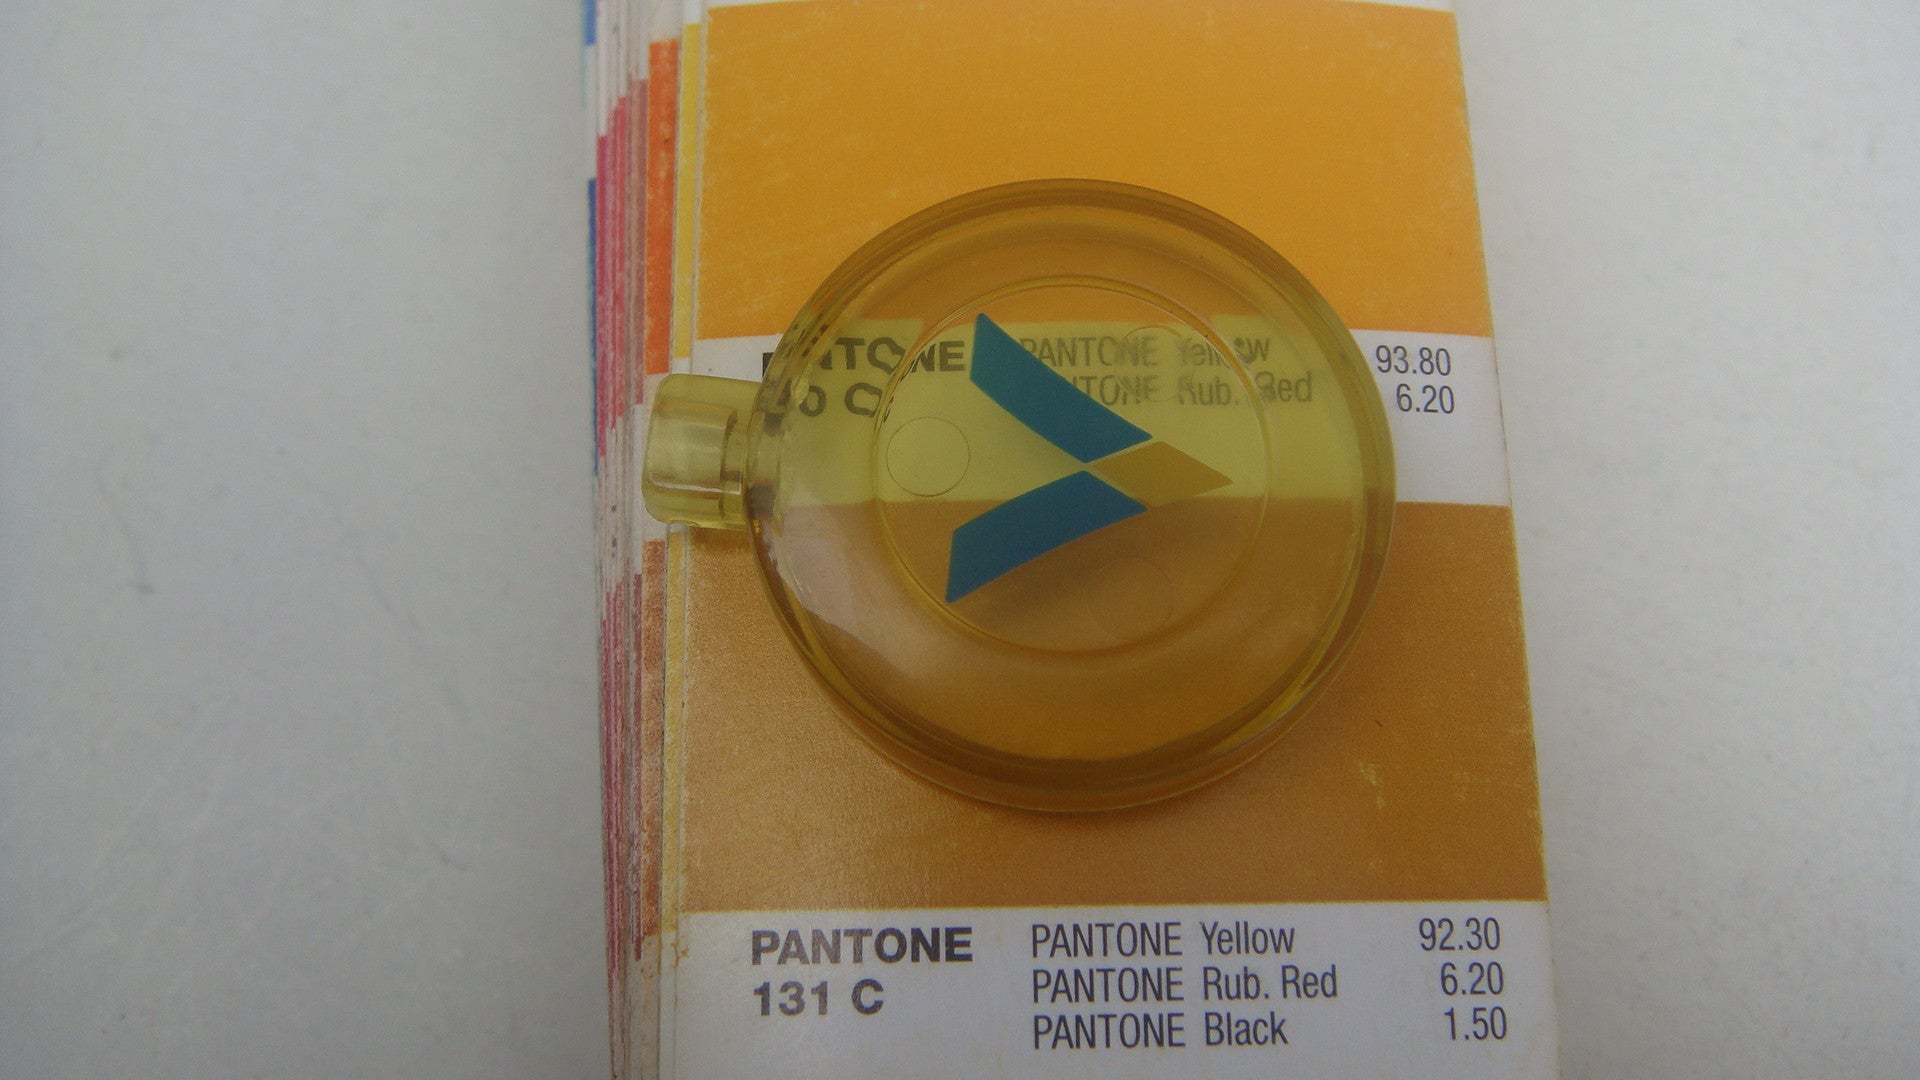 PANTONE PANTONE Yellow 93.80
C PANTONE Rub. Red 6.20
PANTONE PANTONE Yellow 92.30
131 C PANTONE Rub. Red 6.20
PANTONE Black 1.50